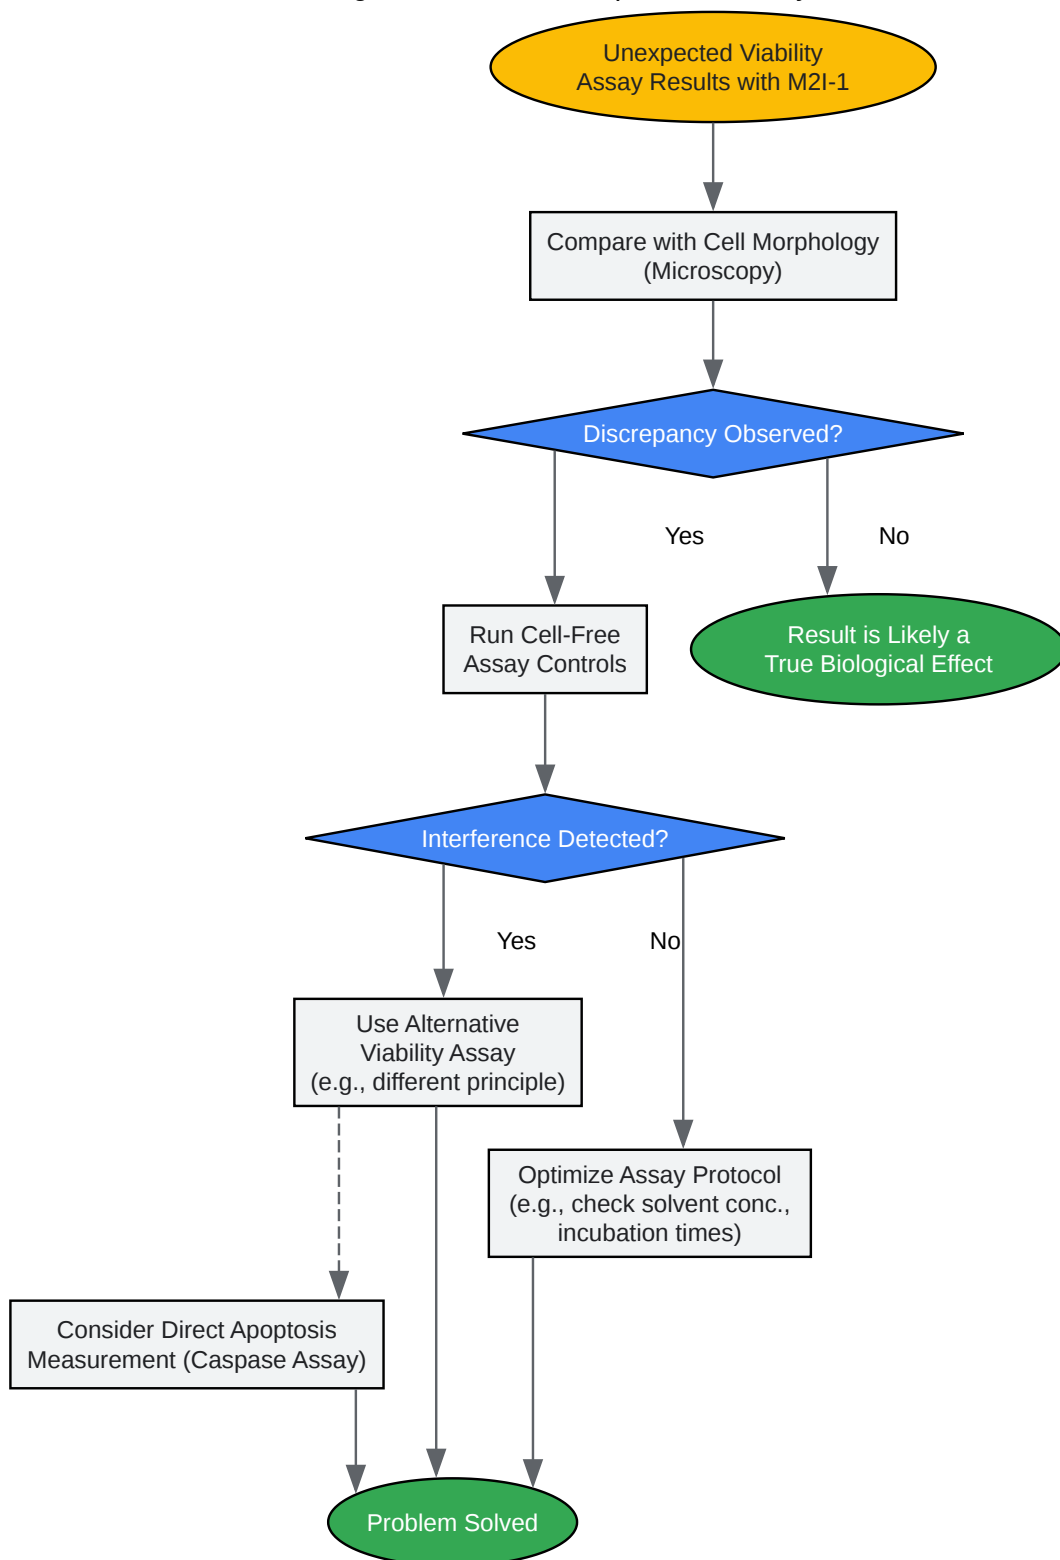 Unexpected Viability
Assay Results with M2I-1
Compare with Cell Morphology
(Microscopy)
Discrepancy Observed?
Yes
No
Run Cell-Free
Assay Controls
Result is Likely a
True Biological Effect
Interference Detected?
Yes
No
Use Alternative
Viability Assay
(e.g., different principle)
Optimize Assay Protocol
(e.g., check solvent conc.,
incubation times)
Consider Direct Apoptosis
Measurement (Caspase Assay)
Problem Solved